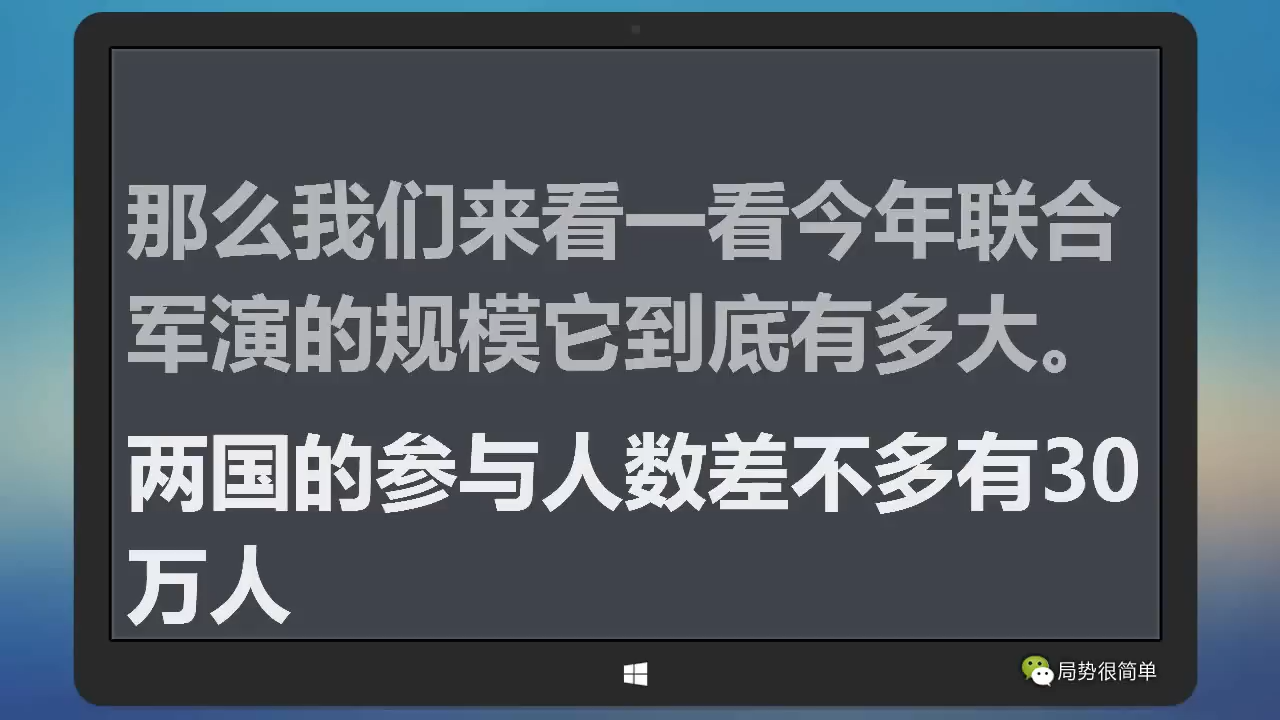 那么我们来看一看今年联合
军演的规模它到底有多大。
两国的参与人数差不多有30
万人
局势很简单